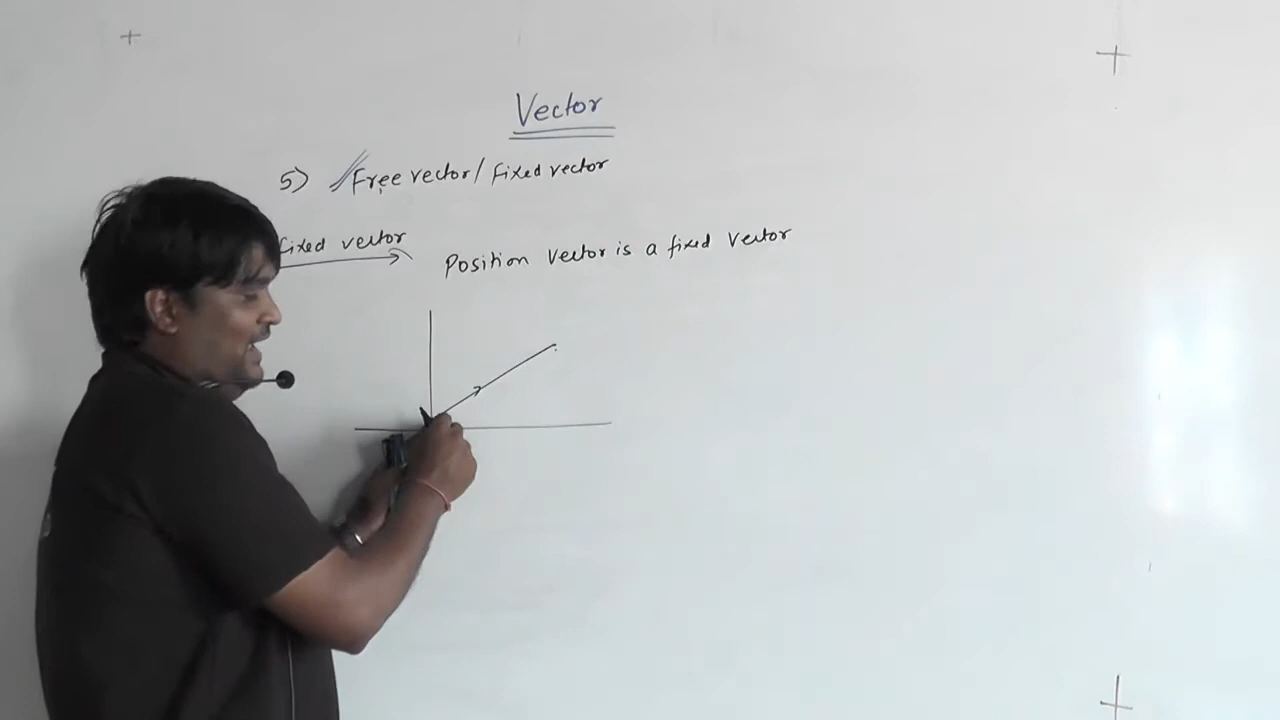 Vector
5) Free vector / fixed vector
fixed vector
Position vector is a fixed vector